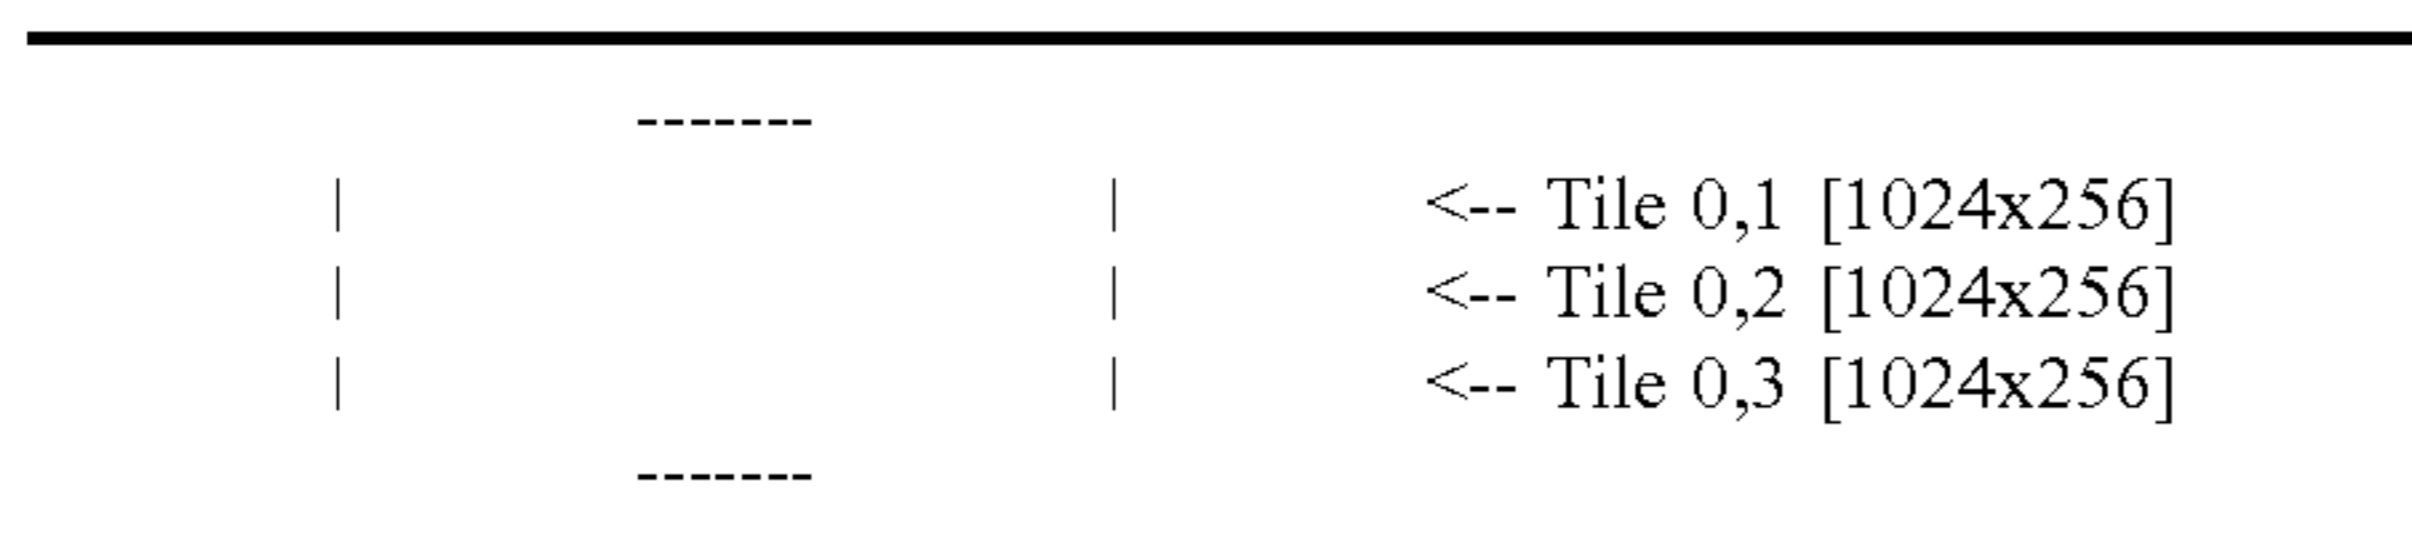 -------
| | <-- Tile 0,1 [1024x256]
| | <-- Tile 0,2 [1024x256]
| | <-- Tile 0,3 [1024x256]
-------